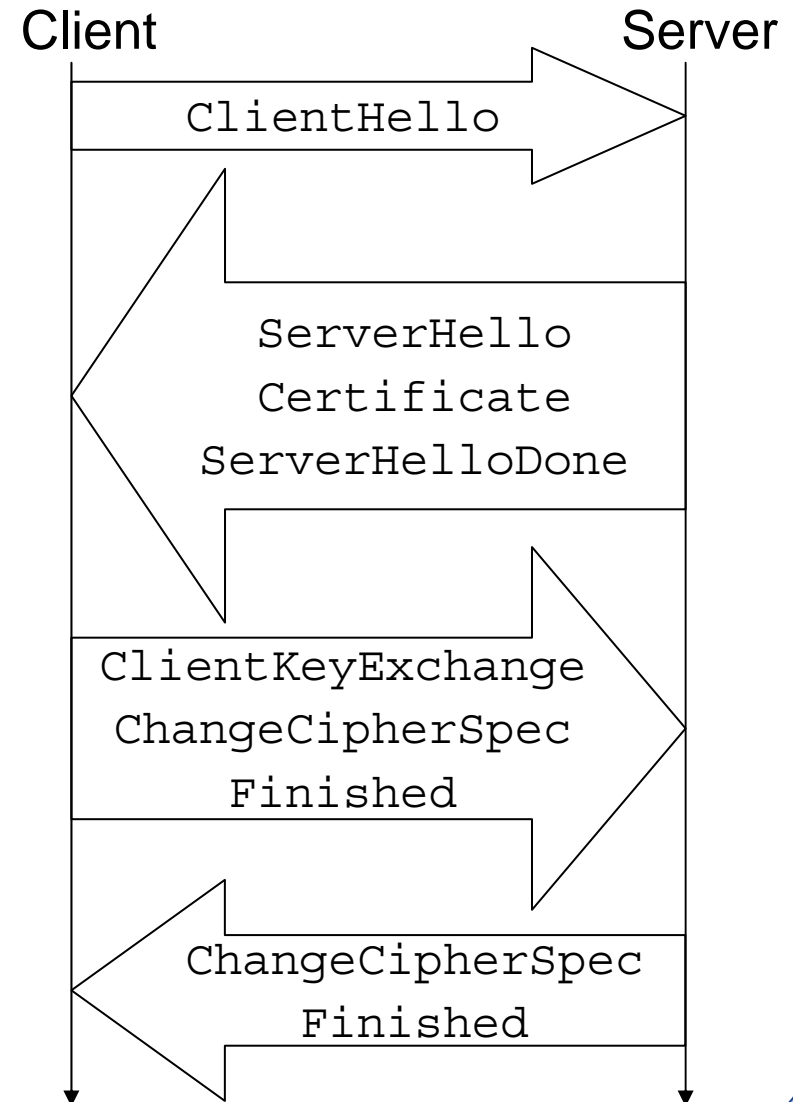 Client
Server
ClientHello
ServerHello
Certificate
ServerHelloDone
ClientKeyExchange
ChangeCipherSpec
Finished
ChangeCipherSpec
Finished